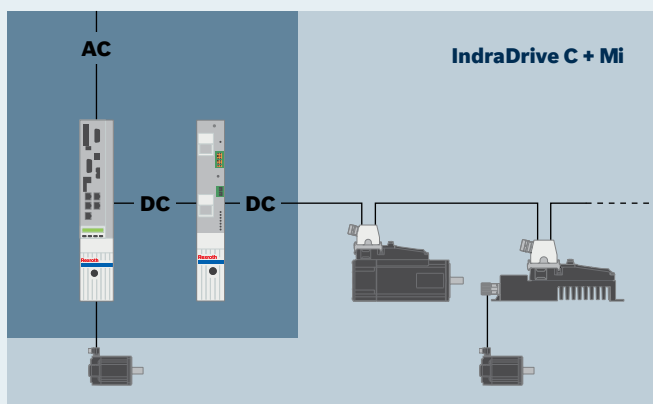 AC
IndraDrive C + Mi
DC
DC
Rexroth
Rexroth